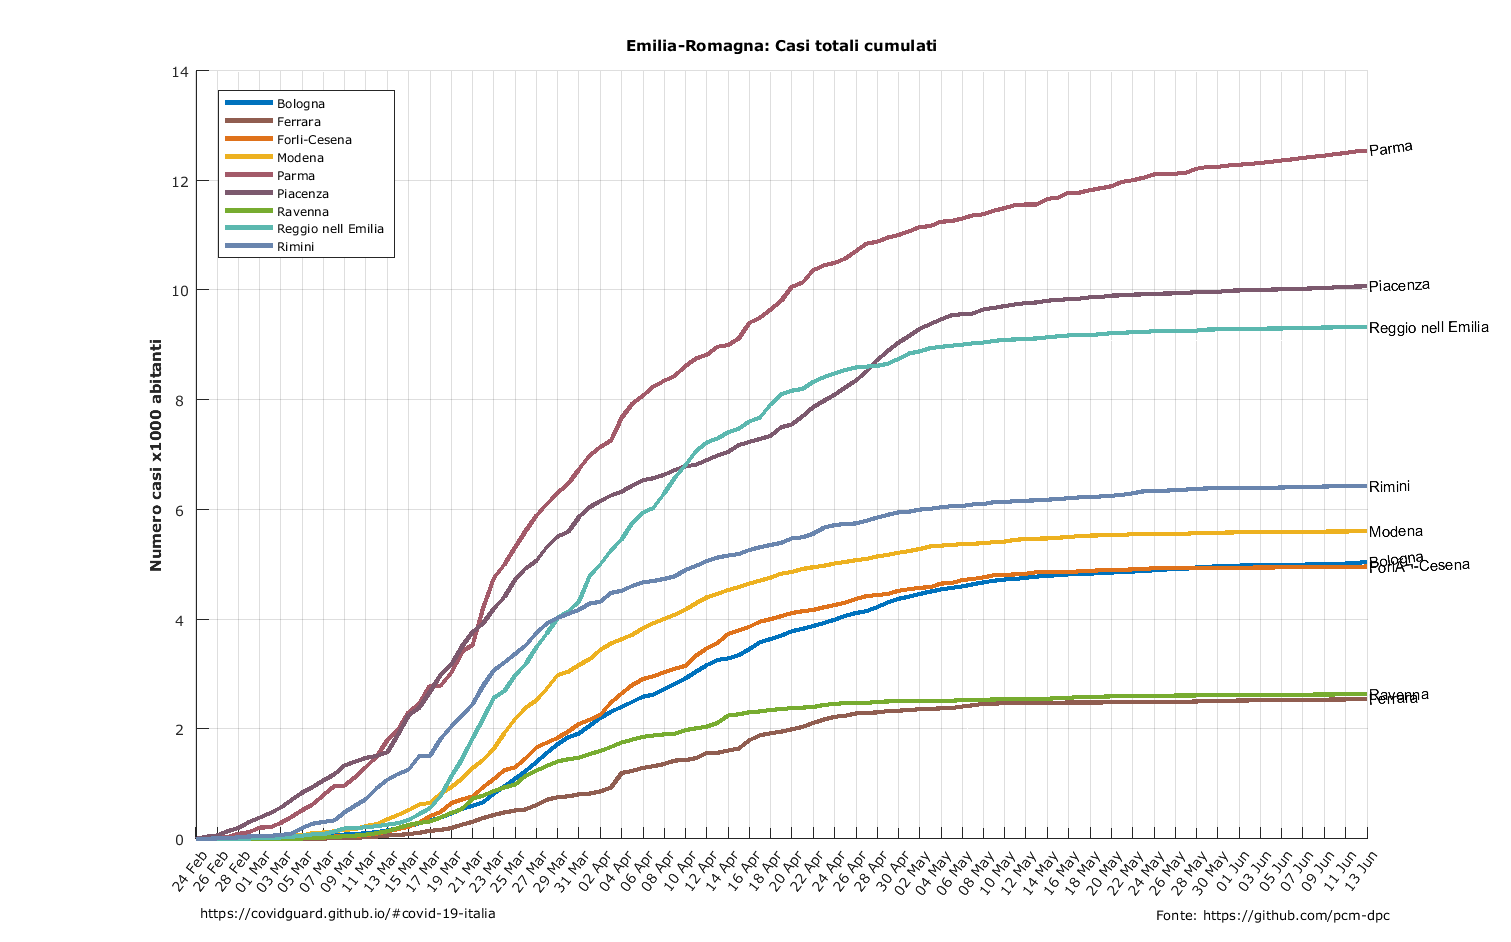 Emilia-Romagna: Casi totali cumulati
14
12
10
8
6
4
2
0
Numero casi x1000 abitanti
Bologna
Ferrara
Forli-Cesena
Modena
Parma
Piacenza
Ravenna
Reggio nell Emilia
Rimini
Parma
Piacenza
Reggio nell Emilia
Rimini
Modena
Bologna
Cesena
Ravenna
Ferrara
24 Feb
26 Feb
28 Feb
01 Mar
03 Mar
05 Mar
07 Mar
09 Mar
11 Mar
13 Mar
15 Mar
17 Mar
19 Mar
21 Mar
23 Mar
25 Mar
27 Mar
29 Mar
31 Mar
02 Apr
04 Apr
06 Apr
08 Apr
10 Apr
12 Apr
14 Apr
16 Apr
18 Apr
20 Apr
22 Apr
24 Apr
26 Apr
28 Apr
30 Apr
02 May
04 May
06 May
08 May
10 May
12 May
14 May
16 May
18 May
20 May
22 May
24 May
26 May
28 May
30 May
01 Jun
03 Jun
05 Jun
07 Jun
09 Jun
11 Jun
13 Jun
https://covidguard.github.io/#covid-19-italia
Fonte: https://github.com/pcm-dpc